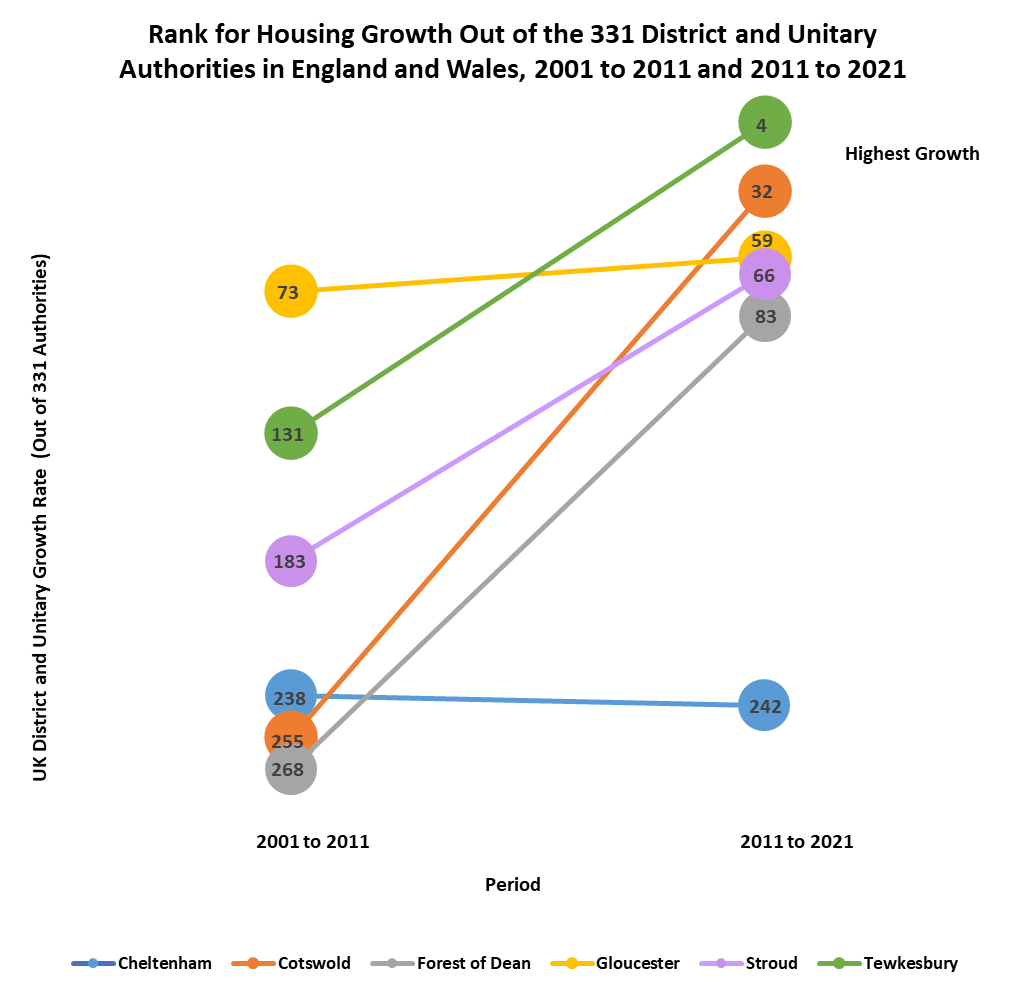 Rank for Housing Growth Out of the 331 District and Unitary
Authorities in England and Wales, 2001 to 2011 and 2011 to 2021
UK District and Unitary Growth Rate (Out of 331 Authorities)
4
Highest Growth
32
59
66
73
83
131
183
238
242
255
268
2001 to 2011
2011 to 2021
Period
Cheltenham Cotswold Forest of Dean Gloucester Stroud Tewkesbury